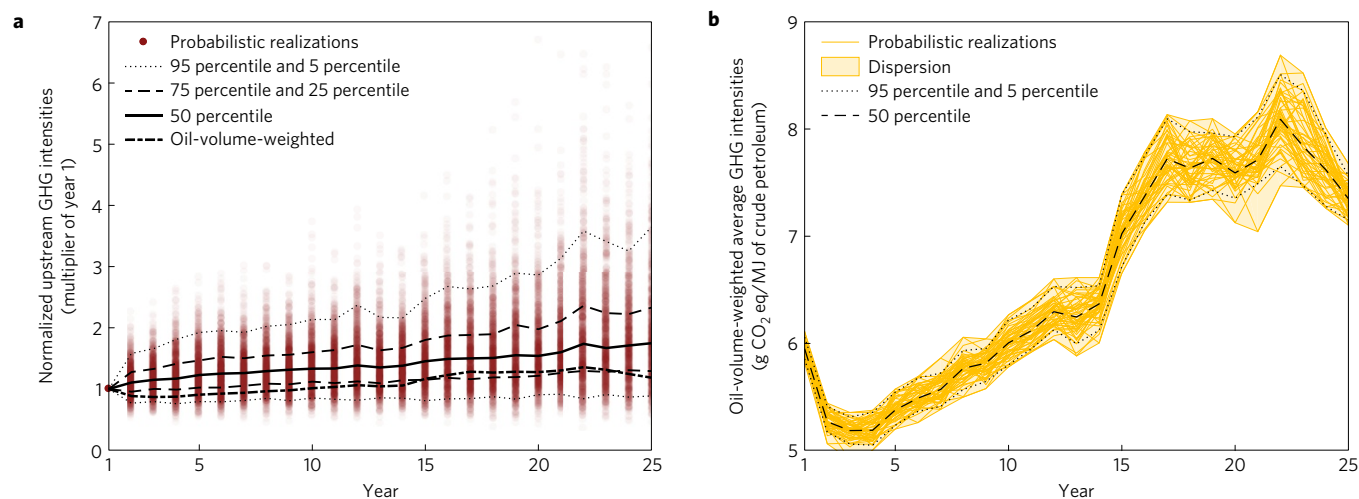 a
7
6
5
4
3
2
1
0
Normalized upstream GHG intensities
(multiplier of year 1)
Probabilistic realizations
95 percentile and 5 percentile
75 percentile and 25 percentile
50 percentile
Oil-volume-weighted
1 5 10 15 20 25
Year
b
9
8
7
6
5
Oil-volume-weighted average GHG intensities
(g CO₂ eq/MJ of crude petroleum)
Probabilistic realizations
Dispersion
95 percentile and 5 percentile
50 percentile
1 5 10 15 20 25
Year